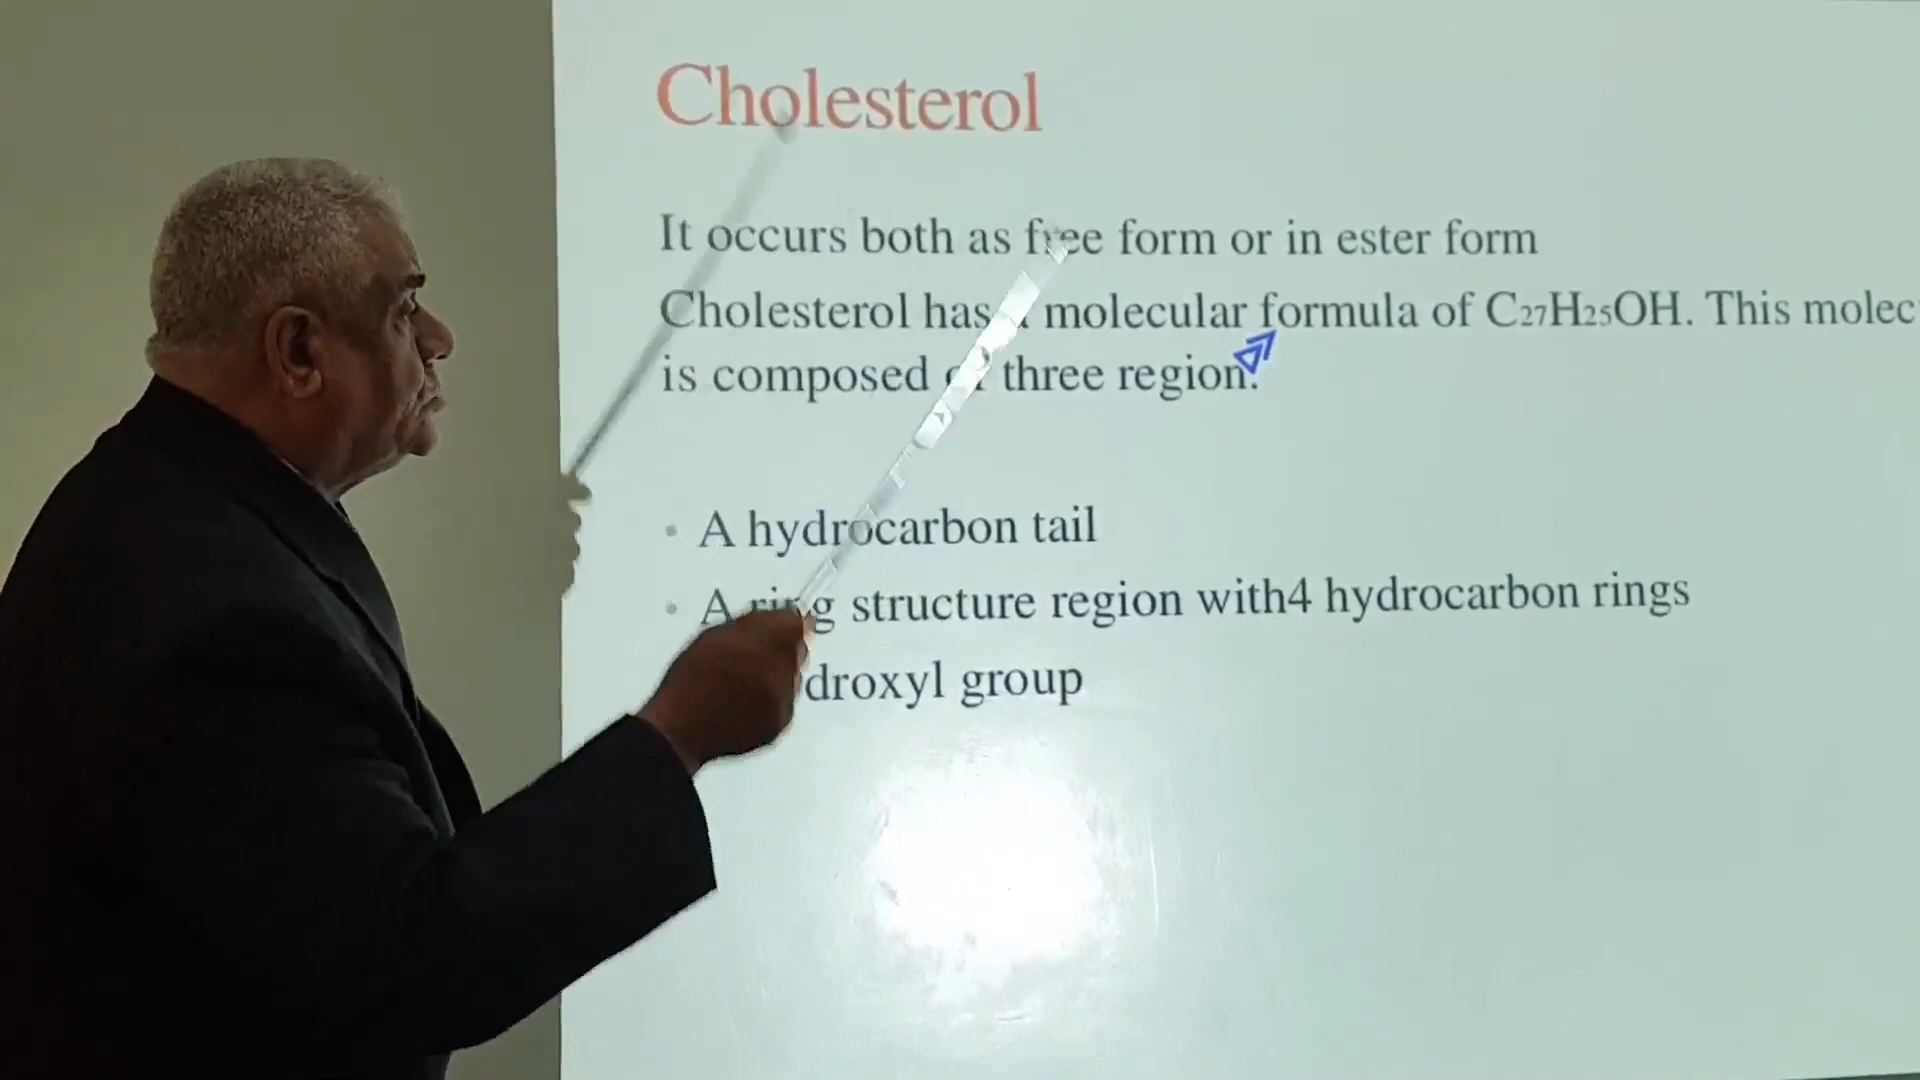 Cholesterol
It occurs both as free form or in ester form
Cholesterol has molecular formula of C27H25OH. This molec
is composed three region.
• A hydrocarbon tail
• A ring structure region with4 hydrocarbon rings
droxyl group